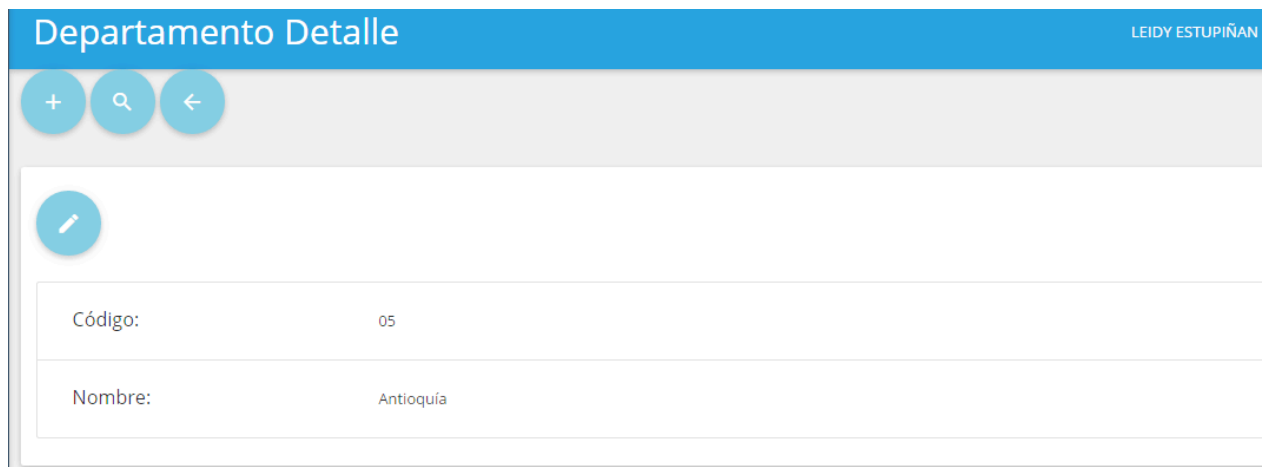 Departamento Detalle
LEIDY ESTUPIÑAN
Código: 05
Nombre: Antioquía